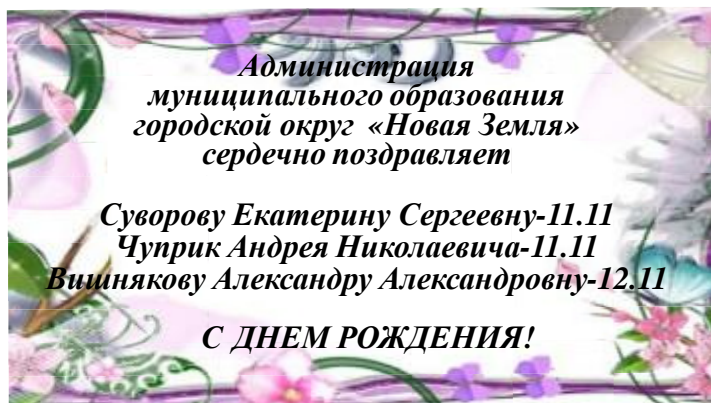 Администрация
муниципального образования
городской округ «Новая Земля»
сердечно поздравляет
Суворову Екатерину Сергеевну-11.11
Чуприк Андрея Николаевича-11.11
Вишнякову Александру Александровну-12.11
С ДНЕМ РОЖДЕНИЯ!